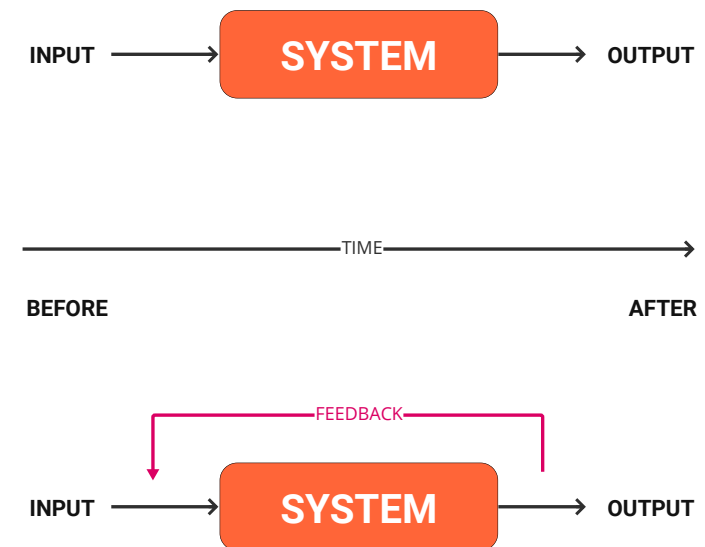 INPUT SYSTEM OUTPUT
TIME
BEFORE AFTER
FEEDBACK
INPUT SYSTEM OUTPUT